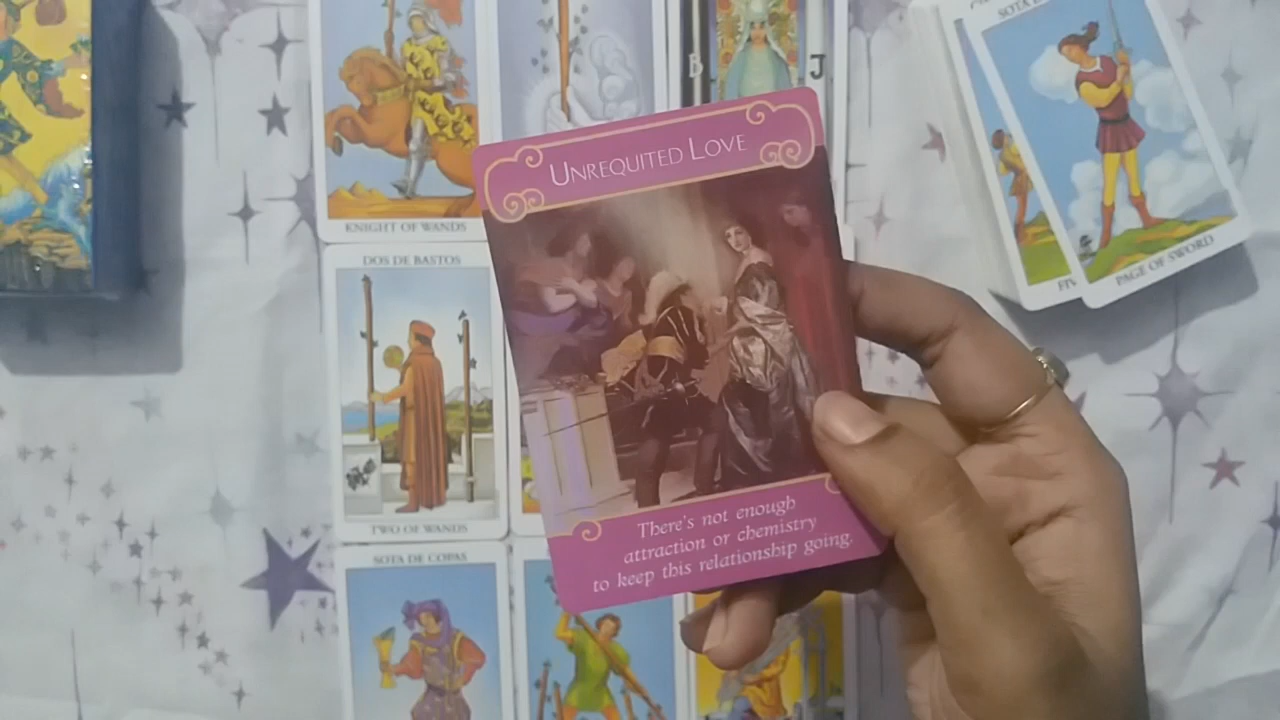 B J
SOTA
UNREQUITED LOVE
KNIGHT OF WANDS
DOS DE BASTOS
PAGE OF SWORD
There's not enough
attraction or chemistry
to keep this relationship going.
TWO OF WANDS
SOTA DE COPAS